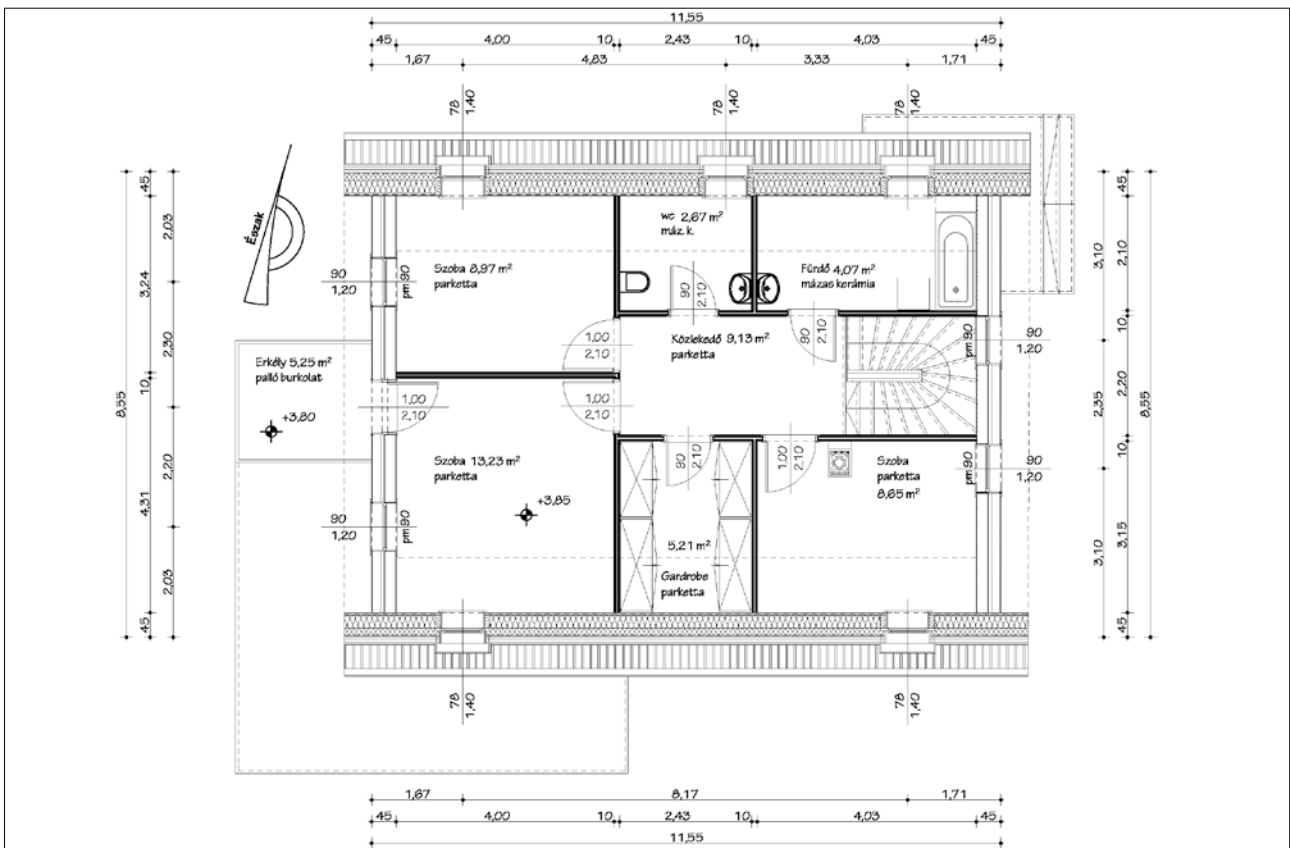 11,55
45 4,00 10 2,43 10 4,03 45
1,67 4,83 3,33 1,71
78 1,40
78 1,40
78 1,40
Észak
45
2,03
3,24
2,30
10
8,55
2,20
4,31
2,03
45
wc 2,67 m²
műz. k.
Szoba 8,97 m²
parketta
Fürdő 4,07 m²
mázas kerámia
90
1,20
pm 90
90
2,10
90
2,10
Közlekedő 9,13 m²
parketta
1,00
2,10
Erkély 5,25 m²
palló burkolat
+3,80
1,00
2,10
1,00
2,10
Szoba 13,23 m²
parketta
+3,85
90
1,20
pm 90
90
2,10
1,00
2,10
Szoba
parketta
8,65 m²
5,21 m²
Gardrobe
parketta
pm 90
90
1,20
pm 90
90
1,20
45
3,10
2,10
10
2,20
2,35
8,55
10
3,15
3,10
45
78 1,40
78 1,40
1,67 8,17 1,71
45 4,00 10 2,43 10 4,03 45
11,55